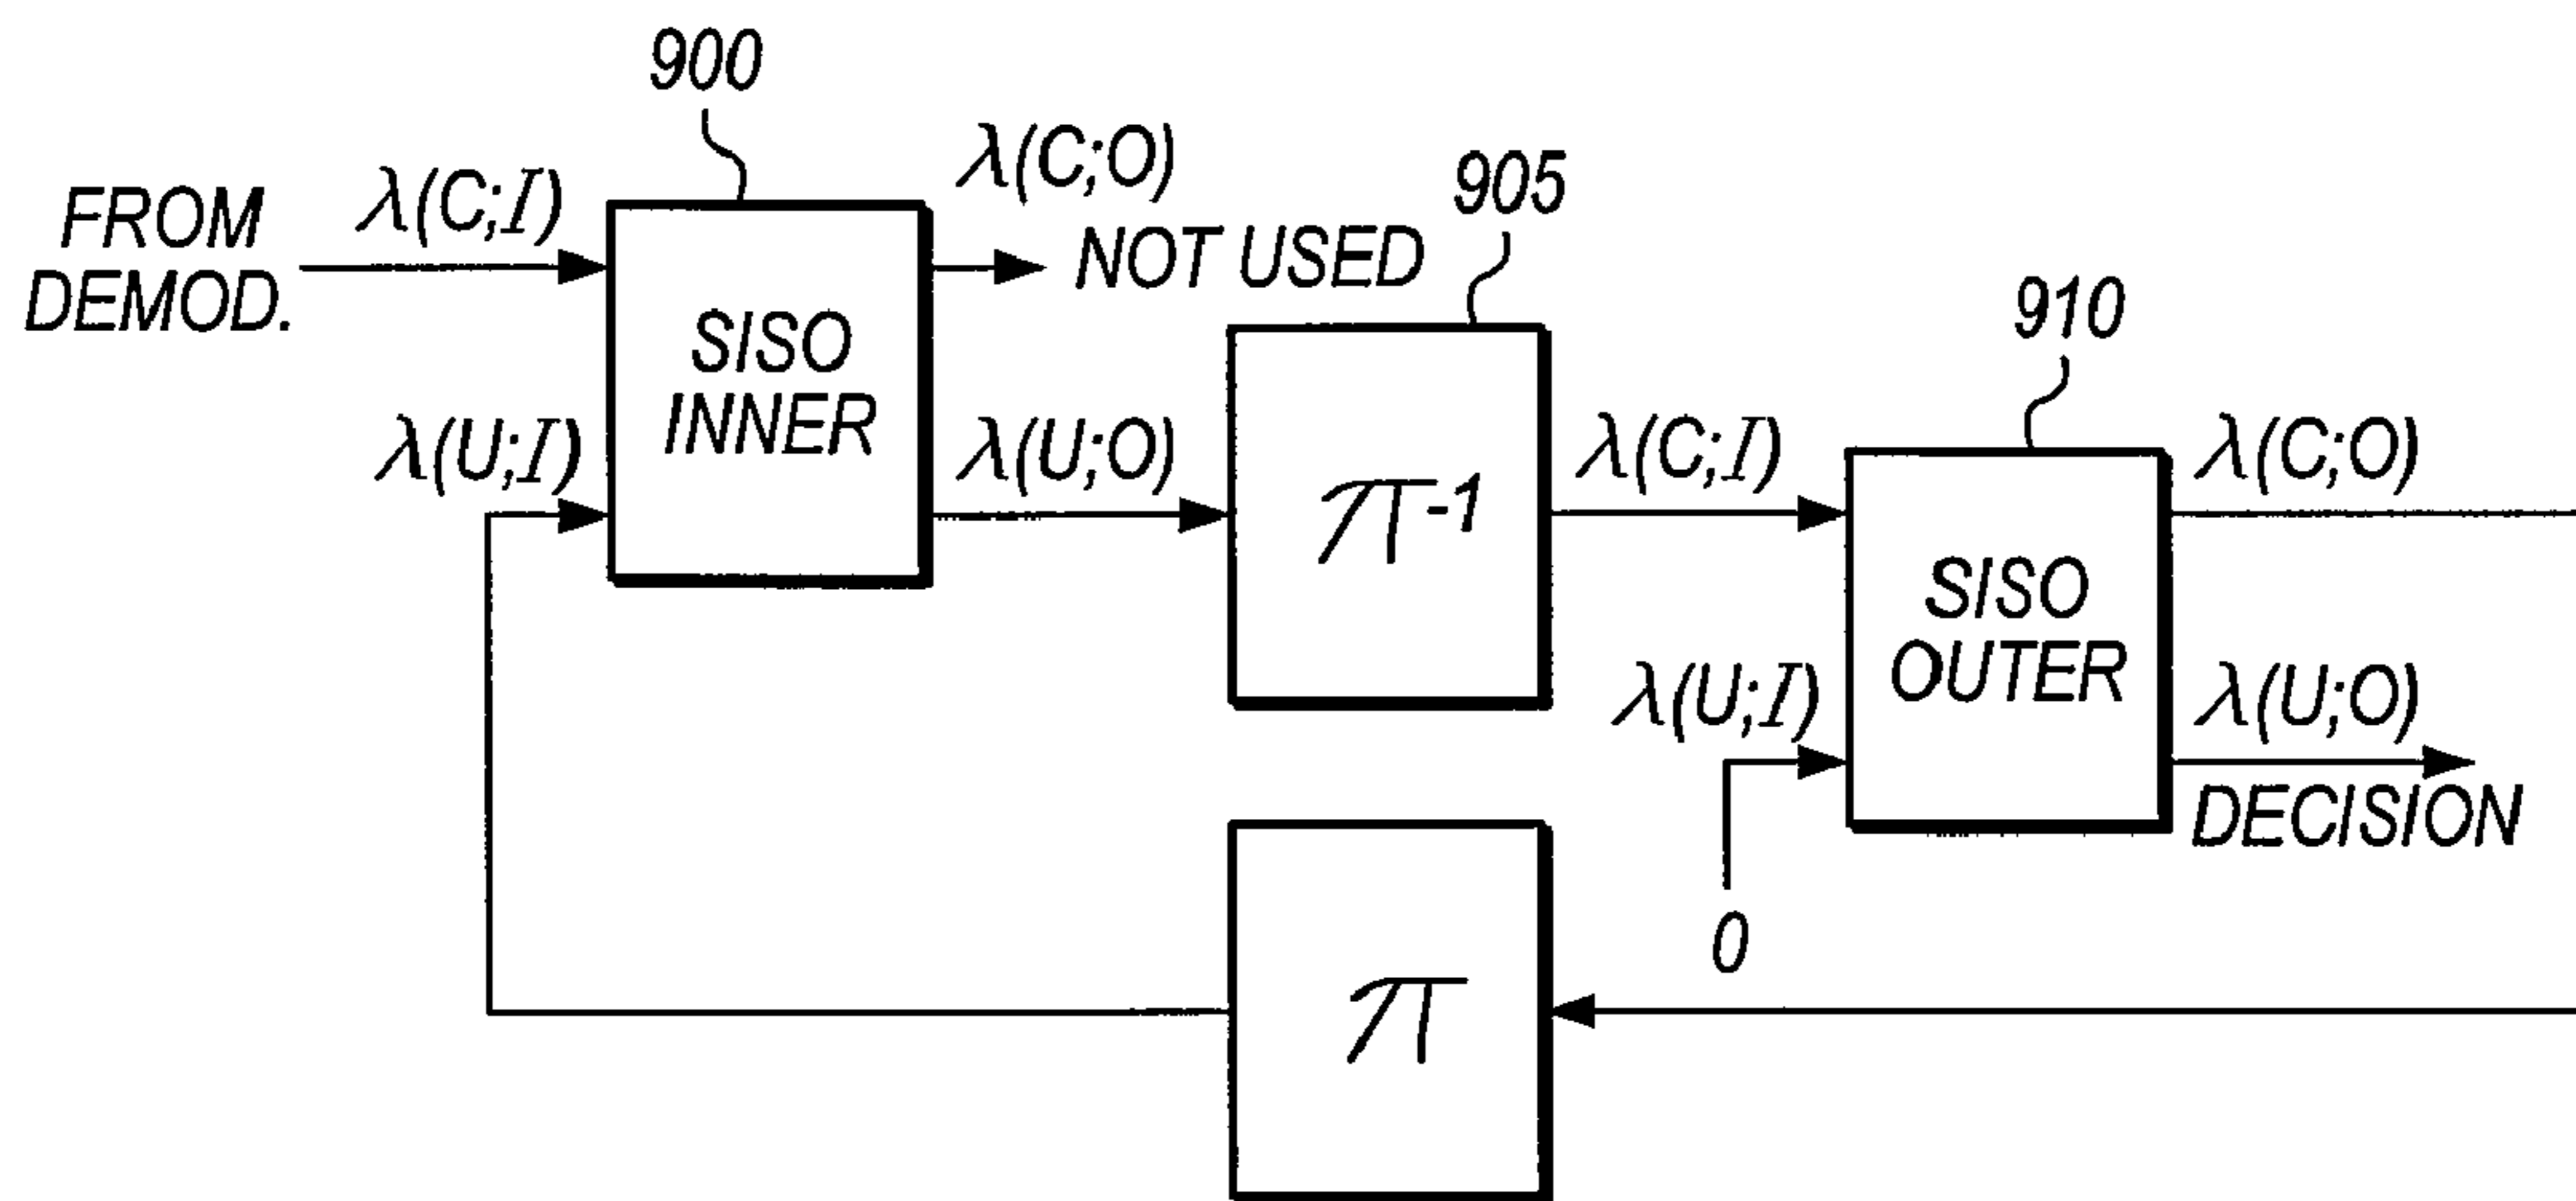 900
λ(C;O)
905
FROM
DEMOD.
λ(C;I)
NOT USED
910
SISO
INNER
λ(U;I)
λ(U;O)
π-1
λ(C;I)
λ(C;O)
SISO
OUTER
λ(U;I)
λ(U;O)
DECISION
0
π